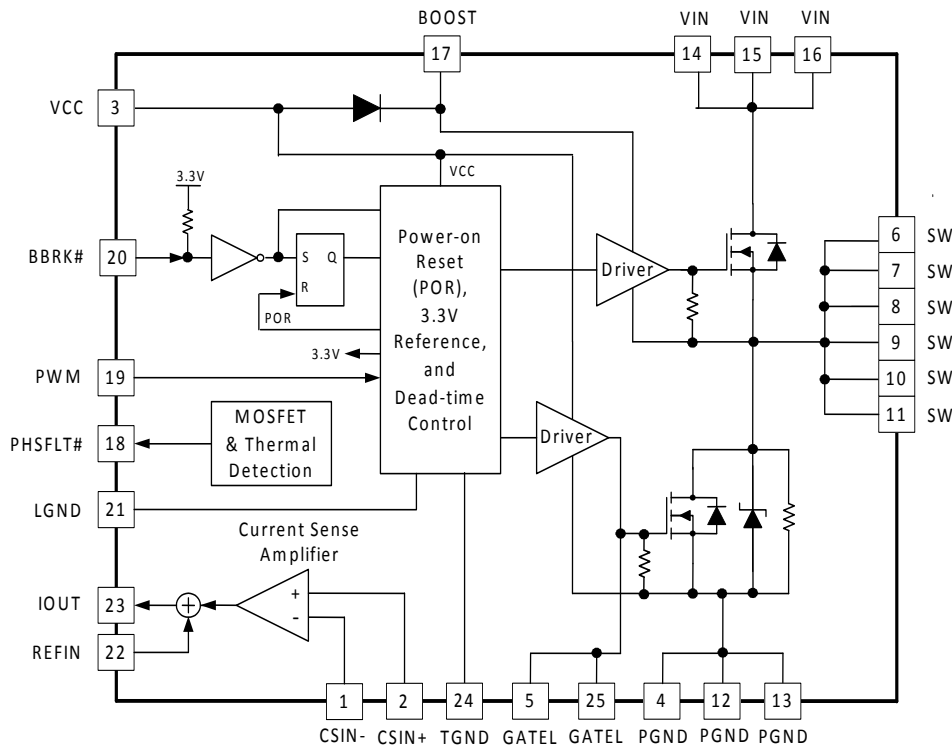 BOOST
VIN
VIN
VIN
17
14
15
16
VCC
3
VCC
3.3V
BBRK#
20
S
Q
R
POR
3.3V
Power-on
Reset
(POR),
3.3V
Reference,
and
Dead-time
Control
Driver
6
SW
7
SW
8
SW
9
SW
10
SW
11
SW
PWM
19
PHSFLT#
18
MOSFET
& Thermal
Detection
Driver
LGND
21
Current Sense
Amplifier
IOUT
23
+
+
-
REFIN
22
1
2
24
5
25
4
12
13
CSIN-
CSIN+
TGND
GATEL
GATEL
PGND
PGND
PGND